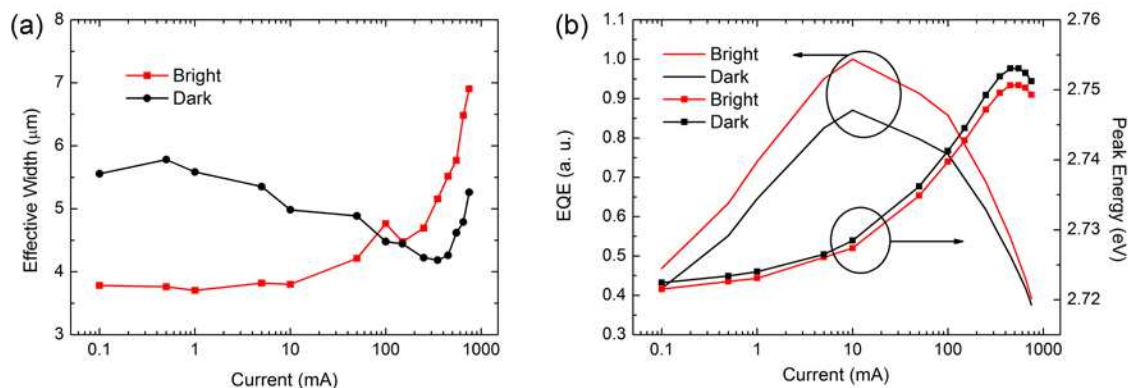 (a)
8
7
6
5
4
3
Effective Width (μm)
Bright
Dark
0.1 1 10 100 1000
Current (mA)
(b)
1.1
1.0
0.9
0.8
0.7
0.6
0.5
0.4
0.3
EQE (a. u.)
Bright
Dark
Bright
Dark
2.76
2.75
2.74
2.73
2.72
Peak Energy (eV)
0.1 1 10 100 1000
Current (mA)